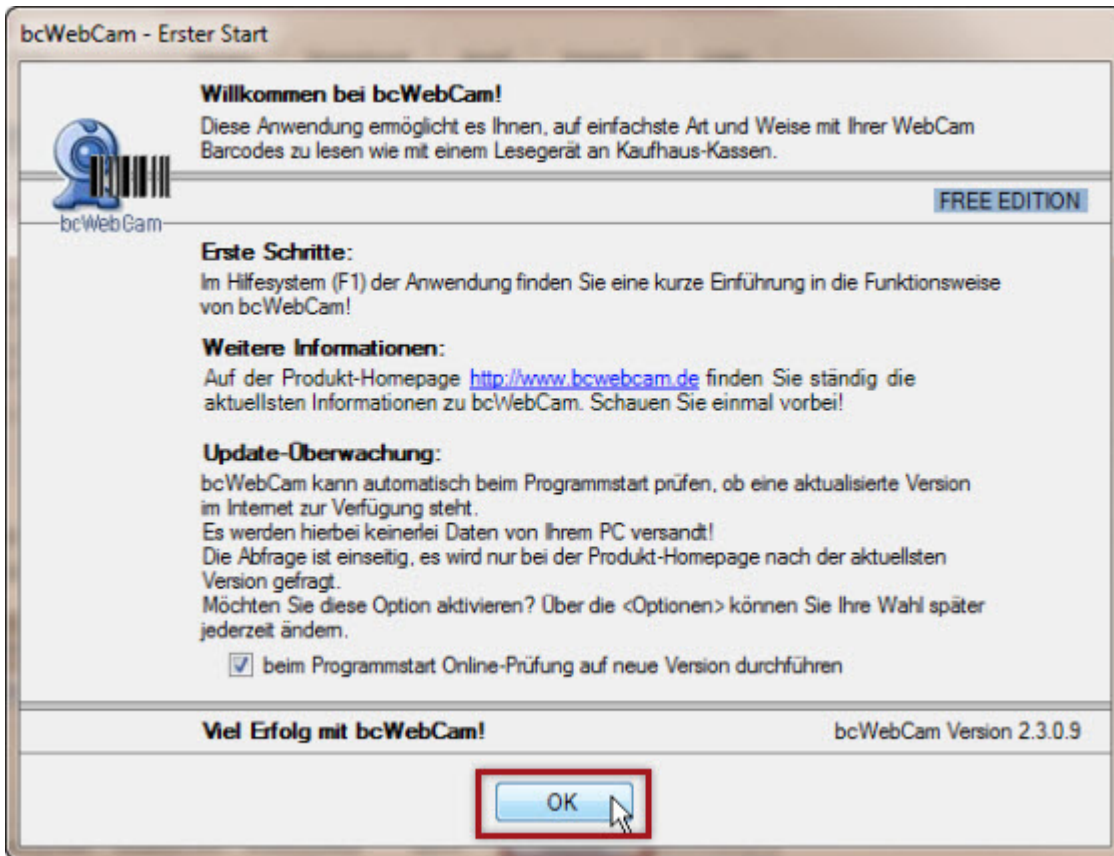 bcWebCam - Erster Start
Willkommen bei bcWebCam!
Diese Anwendung ermöglicht es Ihnen, auf einfachste Art und Weise mit Ihrer WebCam
Barcodes zu lesen wie mit einem Lesegerät an Kaufhaus-Kassen.
bcWebCam
FREE EDITION
Erste Schritte:
Im Hilfesystem (F1) der Anwendung finden Sie eine kurze Einführung in die Funktionsweise
von bcWebCam!
Weitere Informationen:
Auf der Produkt-Homepage http://www.bcwebcam.de finden Sie ständig die
aktuellsten Informationen zu bcWebCam. Schauen Sie einmal vorbei!
Update-Überwachung:
bcWebCam kann automatisch beim Programmstart prüfen, ob eine aktualisierte Version
im Internet zur Verfügung steht.
Es werden hierbei keinerlei Daten von Ihrem PC versandt!
Die Abfrage ist einseitig, es wird nur bei der Produkt-Homepage nach der aktuellsten
Version gefragt.
Möchten Sie diese Option aktivieren? Über die <Optionen> können Sie Ihre Wahl später
jederzeit ändern.
beim Programmstart Online-Prüfung auf neue Version durchführen
Viel Erfolg mit bcWebCam!
bcWebCam Version 2.3.0.9
OK